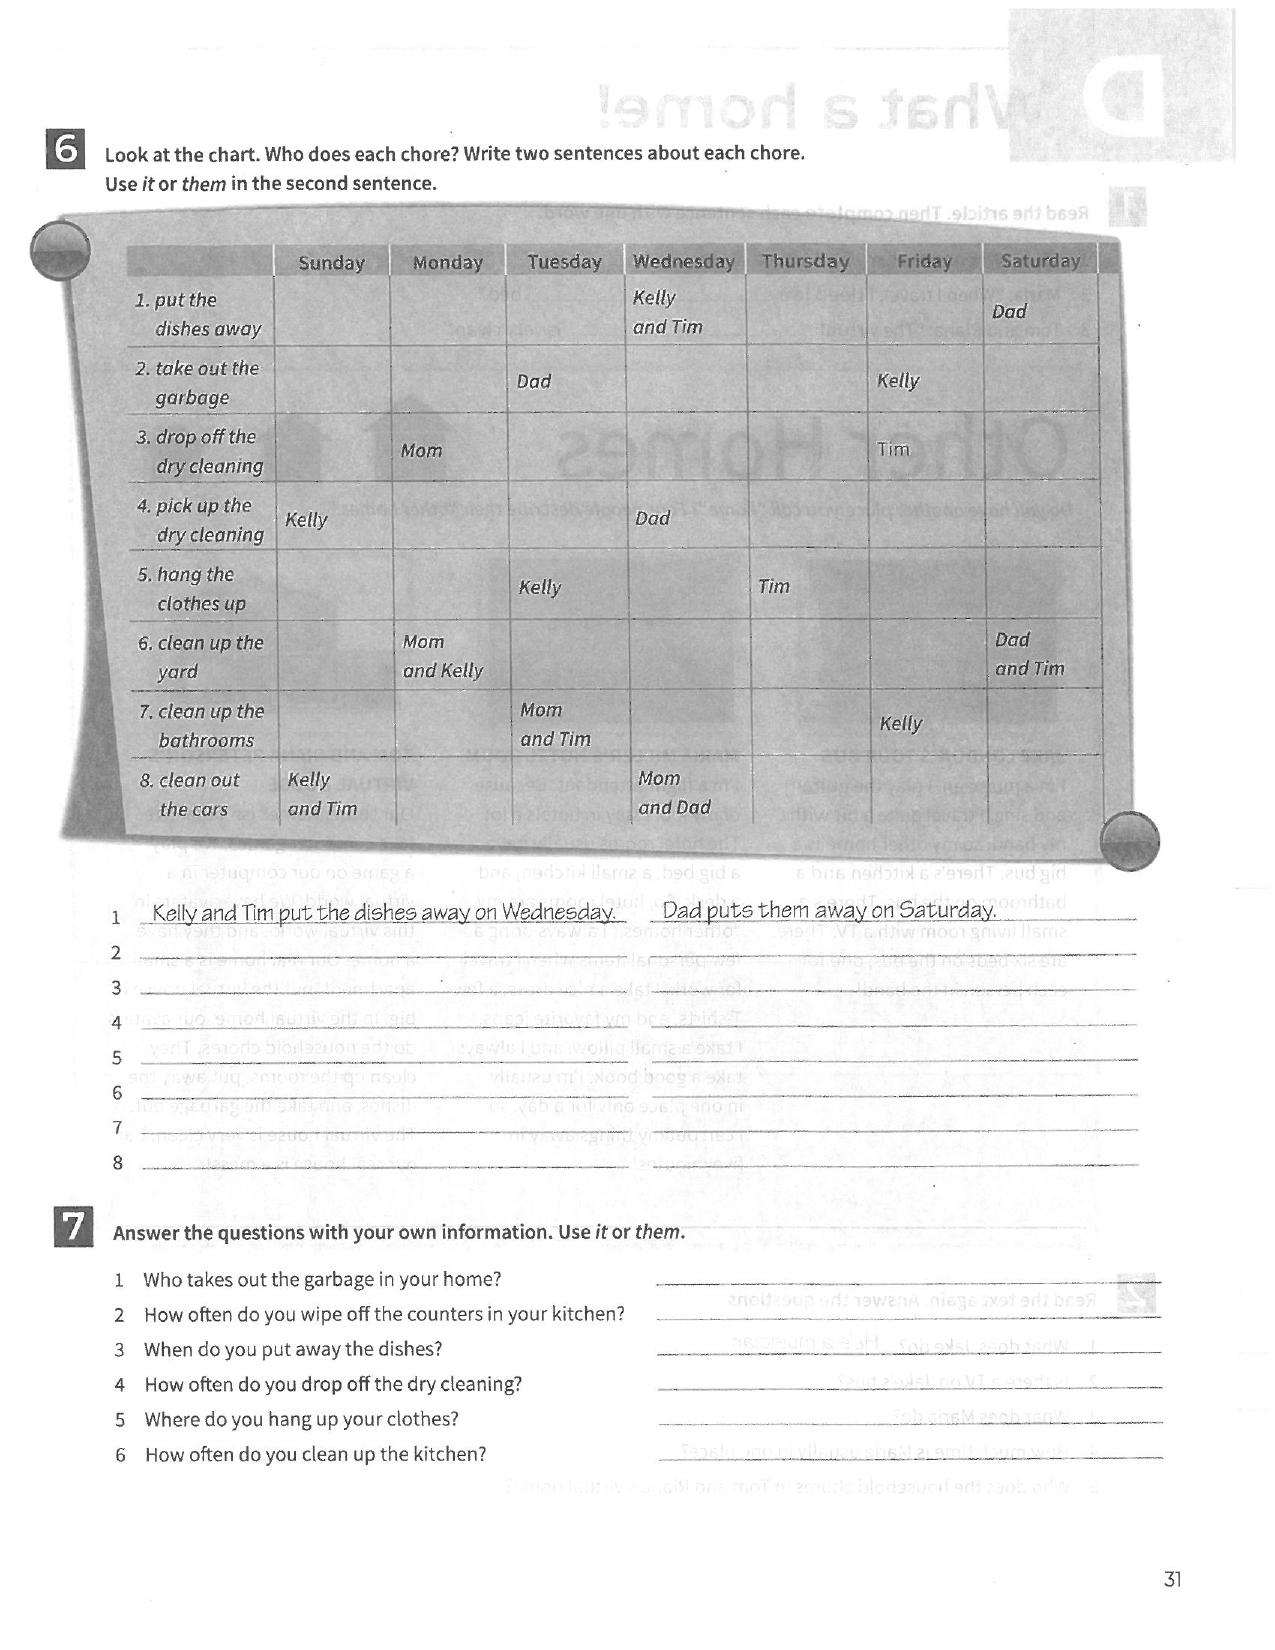 What a home!
D
6
Look at the chart. Who does each chore? Write two sentences about each chore.
Use it or them in the second sentence.
Sunday Monday Tuesday Wednesday Thursday Friday Saturday
1. put the dishes away Kelly and Tim Dad
2. take out the garbage Dad Kelly
3. drop off the dry cleaning Mom Tim
4. pick up the dry cleaning Kelly Dad
5. hang the clothes up Kelly Tim
6. clean up the yard Mom and Kelly Dad and Tim
7. clean up the bathrooms Mom and Tim Kelly
8. clean out the cars Kelly and Tim Mom and Dad
1 Kelly and Tim put the dishes away on Wednesday. Dad puts them away on Saturday.
2
3
4
5
6
7
8
7
Answer the questions with your own information. Use it or them.
1 Who takes out the garbage in your home?
2 How often do you wipe off the counters in your kitchen?
3 When do you put away the dishes?
4 How often do you drop off the dry cleaning?
5 Where do you hang up your clothes?
6 How often do you clean up the kitchen?
31